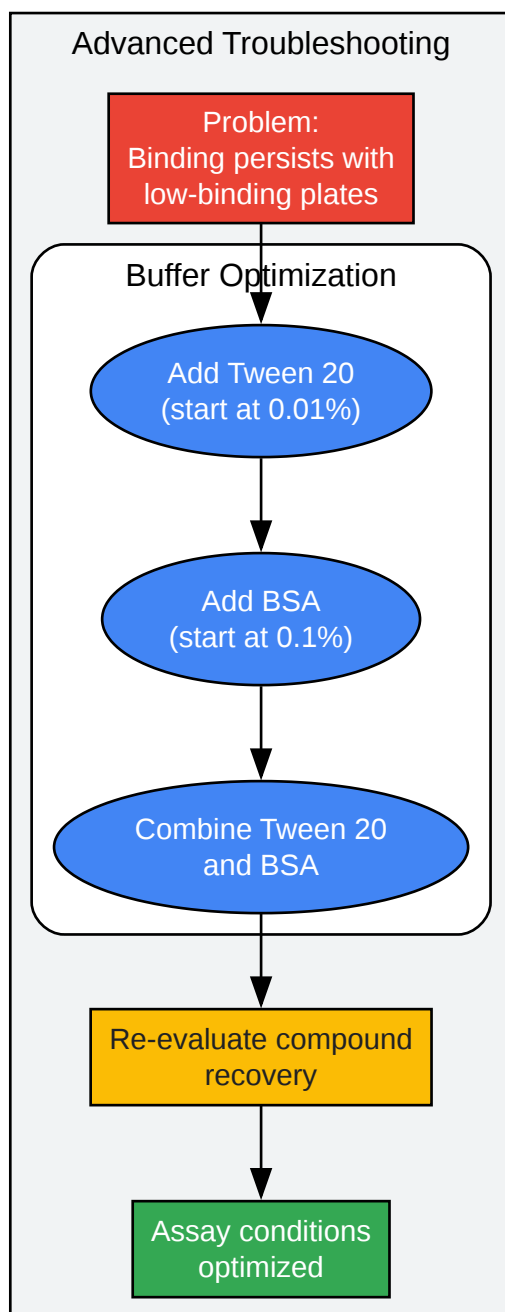 Advanced Troubleshooting
Problem:
Binding persists with
low-binding plates
Buffer Optimization
Add Tween 20
(start at 0.01%)
Add BSA
(start at 0.1%)
Combine Tween 20
and BSA
Re-evaluate compound
recovery
Assay conditions
optimized